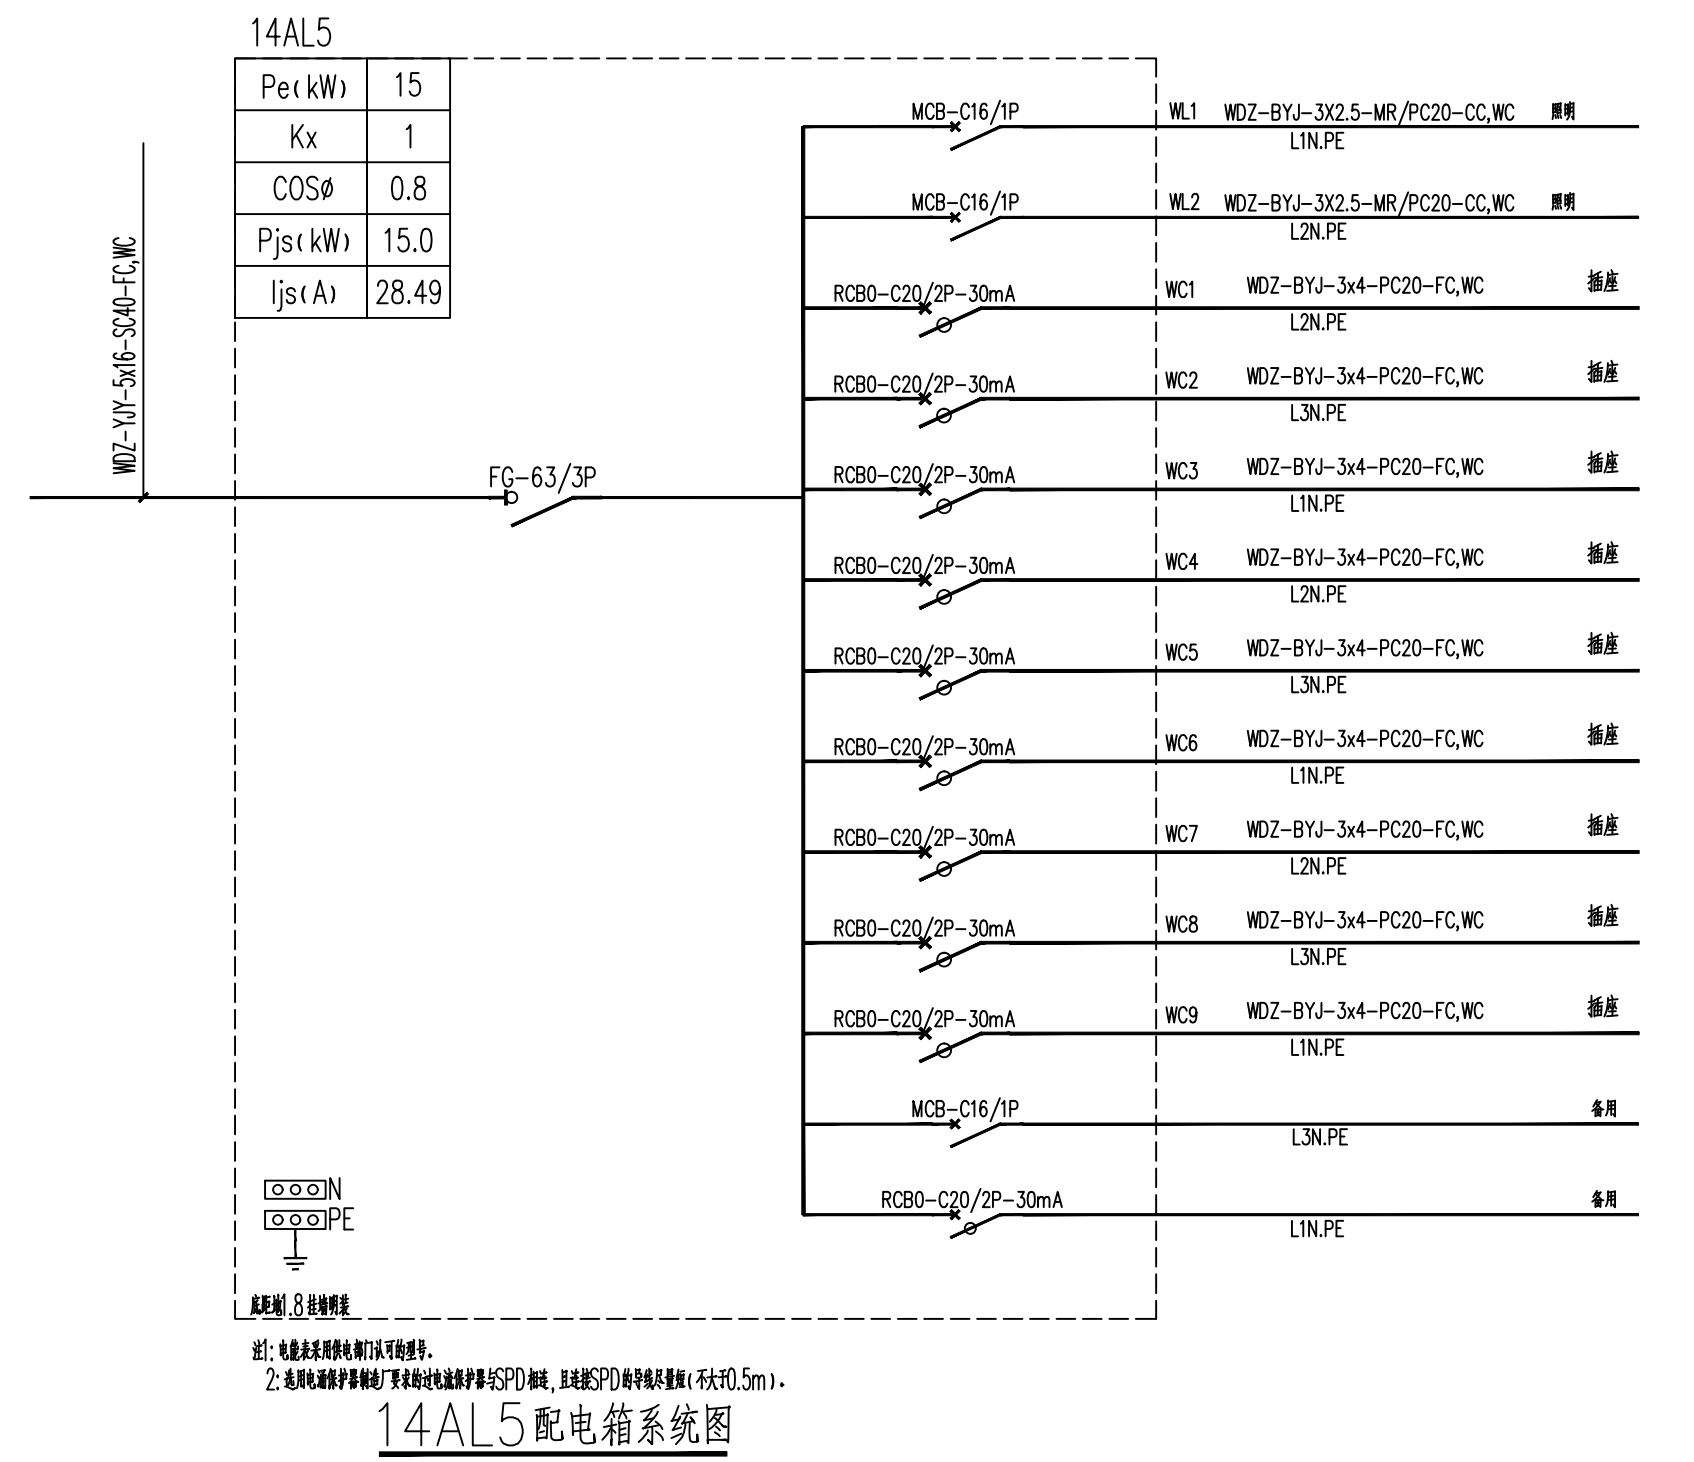 14AL5
Pe(kW) 15
Kx 1
COSø 0.8
Pjs(kW) 15.0
Ijs(A) 28.49
WDZ-YJY-5x16-SC40-FC,WC
FG-63/3P
MCB-C16/1P WL1 WDZ-BYJ-3X2.5-MR/PC20-CC,WC 照明
L1N.PE
MCB-C16/1P WL2 WDZ-BYJ-3X2.5-MR/PC20-CC,WC 照明
L2N.PE
RCBO-C20/2P-30mA WC1 WDZ-BYJ-3x4-PC20-FC,WC 插座
L2N.PE
RCBO-C20/2P-30mA WC2 WDZ-BYJ-3x4-PC20-FC,WC 插座
L3N.PE
RCBO-C20/2P-30mA WC3 WDZ-BYJ-3x4-PC20-FC,WC 插座
L1N.PE
RCBO-C20/2P-30mA WC4 WDZ-BYJ-3x4-PC20-FC,WC 插座
L2N.PE
RCBO-C20/2P-30mA WC5 WDZ-BYJ-3x4-PC20-FC,WC 插座
L3N.PE
RCBO-C20/2P-30mA WC6 WDZ-BYJ-3x4-PC20-FC,WC 插座
L1N.PE
RCBO-C20/2P-30mA WC7 WDZ-BYJ-3x4-PC20-FC,WC 插座
L2N.PE
RCBO-C20/2P-30mA WC8 WDZ-BYJ-3x4-PC20-FC,WC 插座
L3N.PE
RCBO-C20/2P-30mA WC9 WDZ-BYJ-3x4-PC20-FC,WC 插座
L1N.PE
MCB-C16/1P 备用
L3N.PE
RCBO-C20/2P-30mA 备用
L1N.PE
N
PE
底距地1.8挂墙明装
注1: 电能表采用供电部门认可的型号.
2: 选用电涌保护器制造厂要求的过电流保护器与SPD相连, 且连接SPD的导线尽量短(不大于0.5m).
14AL5配电箱系统图